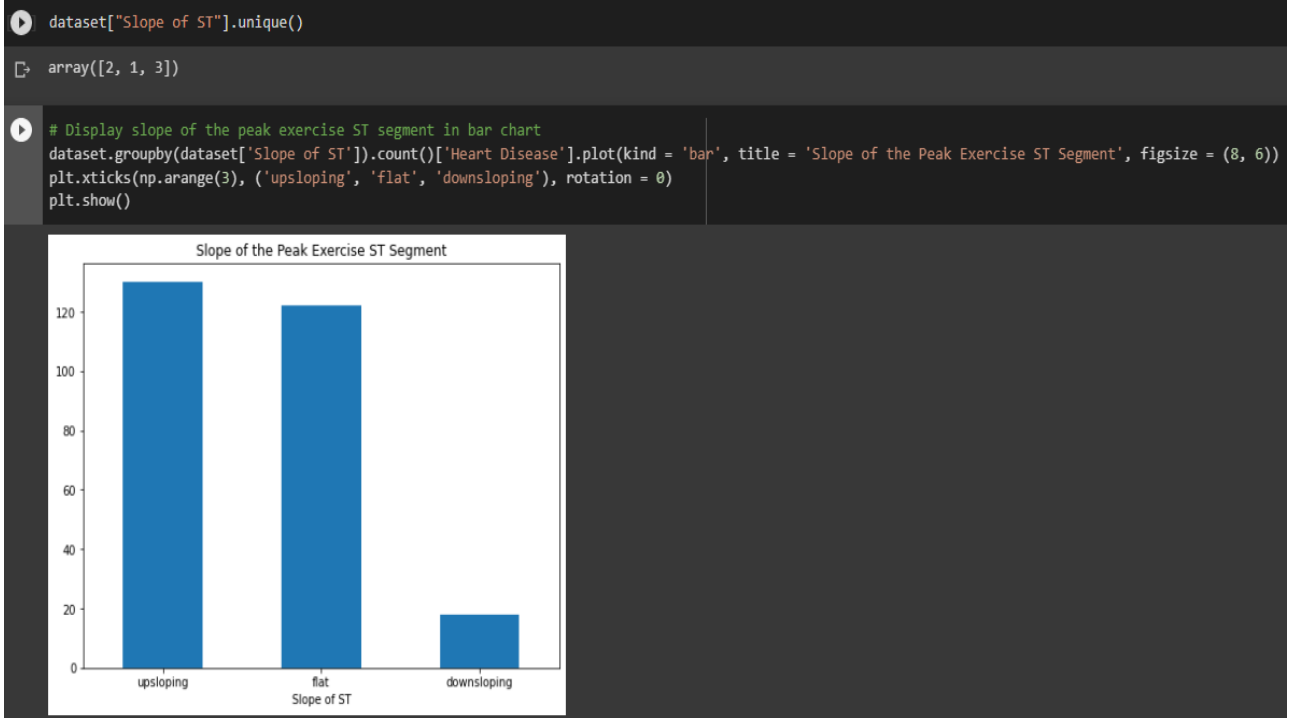 dataset["Slope of ST"].unique()
array([2, 1, 3])
# Display slope of the peak exercise ST segment in bar chart
dataset.groupby(dataset['Slope of ST']).count()['Heart Disease'].plot(kind = 'bar', title = 'Slope of the Peak Exercise ST Segment', figsize = (8, 6))
plt.xticks(np.arange(3), ('upsloping', 'flat', 'downsloping'), rotation = 0)
plt.show()
Slope of the Peak Exercise ST Segment
120
100
80
60
40
20
0
upsloping flat downsloping
Slope of ST